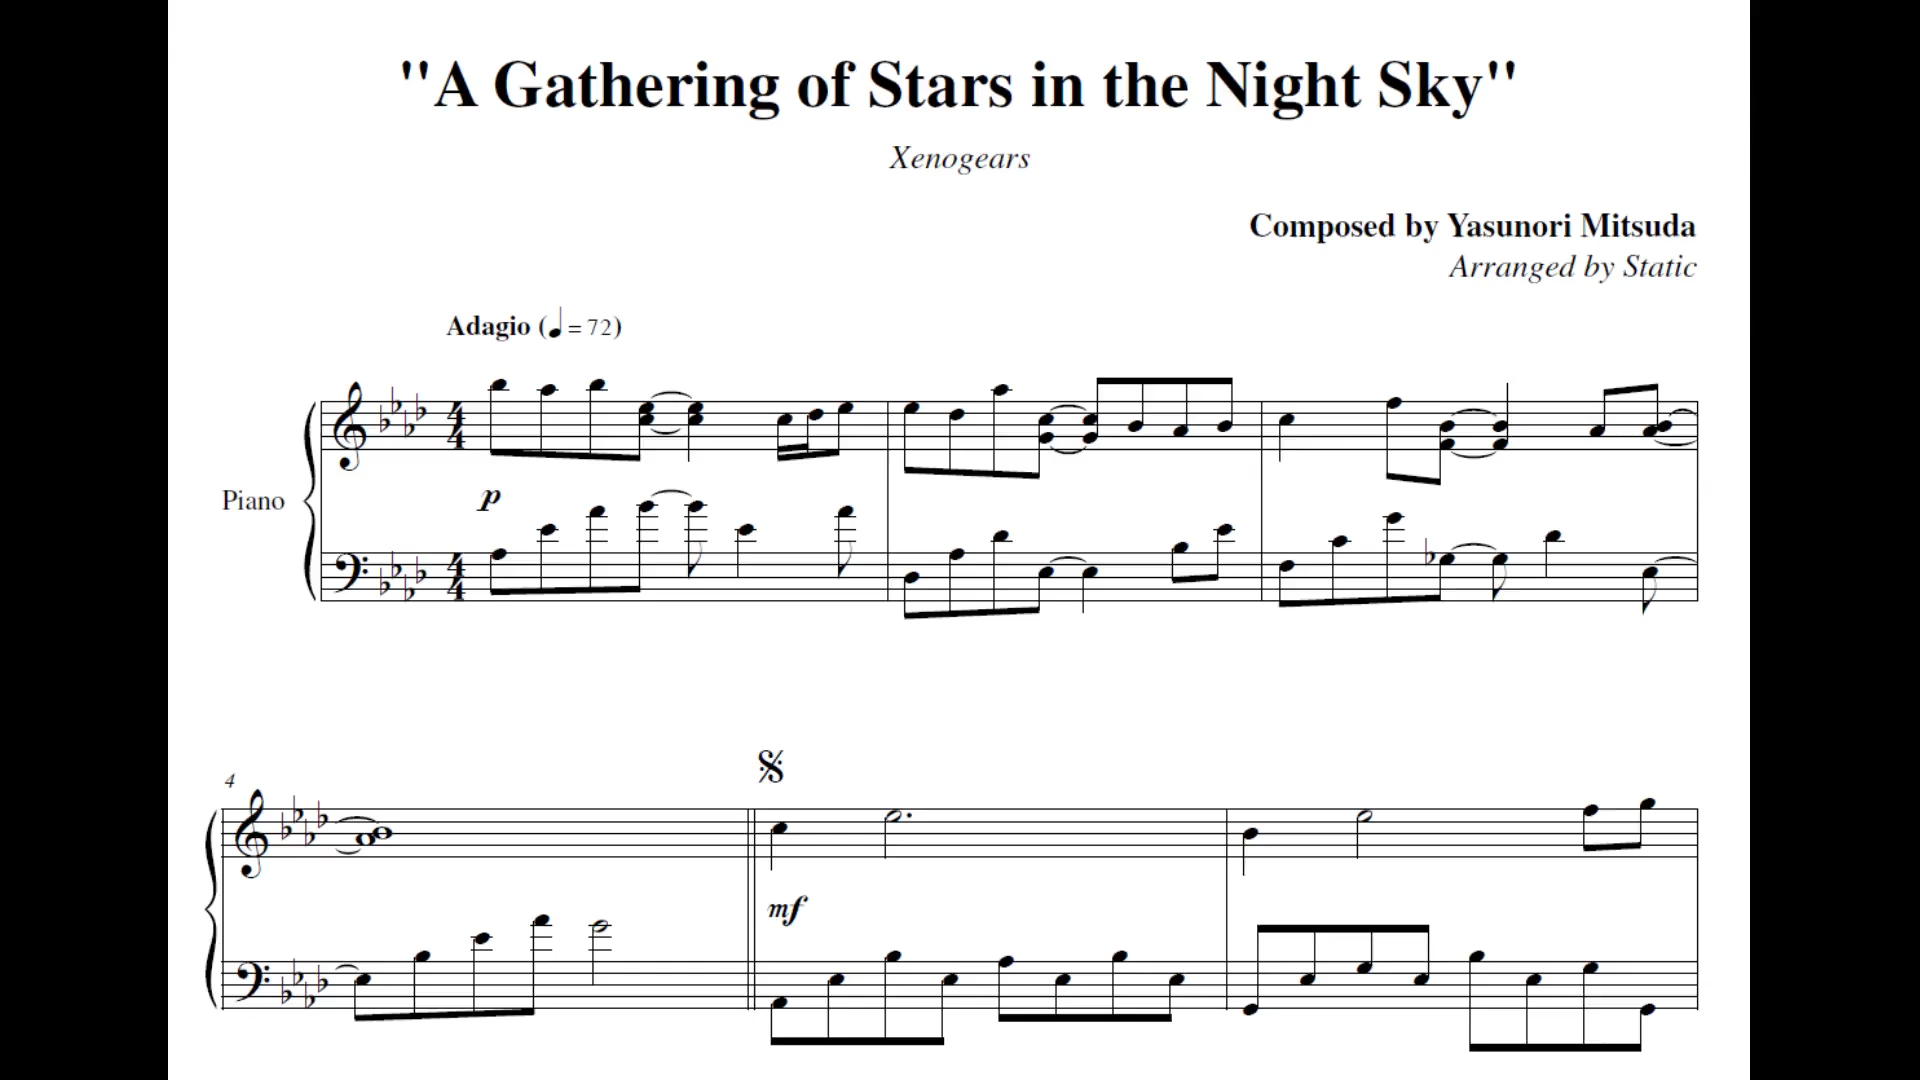 "A Gathering of Stars in the Night Sky"
Xenogears
Composed by Yasunori Mitsuda
Arranged by Static
Adagio (♩ = 72)
Piano
p
4
mf